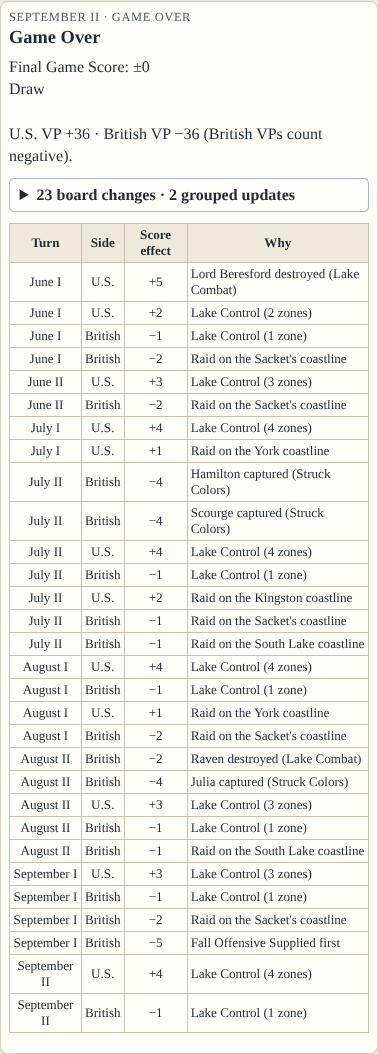 SEPTEMBER II · GAME OVER
Game Over
Final Game Score: ±0
Draw
U.S. VP +36 · British VP −36 (British VPs count
negative).
▶ 23 board changes · 2 grouped updates
Turn Side Score effect Why
June I U.S. +5 Lord Beresford destroyed (Lake Combat)
June I U.S. +2 Lake Control (2 zones)
June I British −1 Lake Control (1 zone)
June I British −2 Raid on the Sacket's coastline
June II U.S. +3 Lake Control (3 zones)
June II British −2 Raid on the Sacket's coastline
July I U.S. +4 Lake Control (4 zones)
July I U.S. +1 Raid on the York coastline
July II British −4 Hamilton captured (Struck Colors)
July II British −4 Scourge captured (Struck Colors)
July II U.S. +4 Lake Control (4 zones)
July II British −1 Lake Control (1 zone)
July II U.S. +2 Raid on the Kingston coastline
July II British −1 Raid on the Sacket's coastline
July II British −1 Raid on the South Lake coastline
August I U.S. +4 Lake Control (4 zones)
August I British −1 Lake Control (1 zone)
August I U.S. +1 Raid on the York coastline
August I British −2 Raid on the Sacket's coastline
August II British −2 Raven destroyed (Lake Combat)
August II British −4 Julia captured (Struck Colors)
August II U.S. +3 Lake Control (3 zones)
August II British −1 Lake Control (1 zone)
August II British −1 Raid on the South Lake coastline
September I U.S. +3 Lake Control (3 zones)
September I British −1 Lake Control (1 zone)
September I British −2 Raid on the Sacket's coastline
September I British −5 Fall Offensive Supplied first
September II U.S. +4 Lake Control (4 zones)
September II British −1 Lake Control (1 zone)